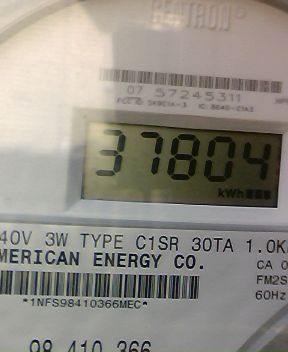 CENTRON®
07 57245311
37804
kWh
40V 3W TYPE C1SR 30TA 1.0K
MERICAN ENERGY CO.
CA 0
FM2S
60Hz
*1NFS98410366MEC*
98 410 366